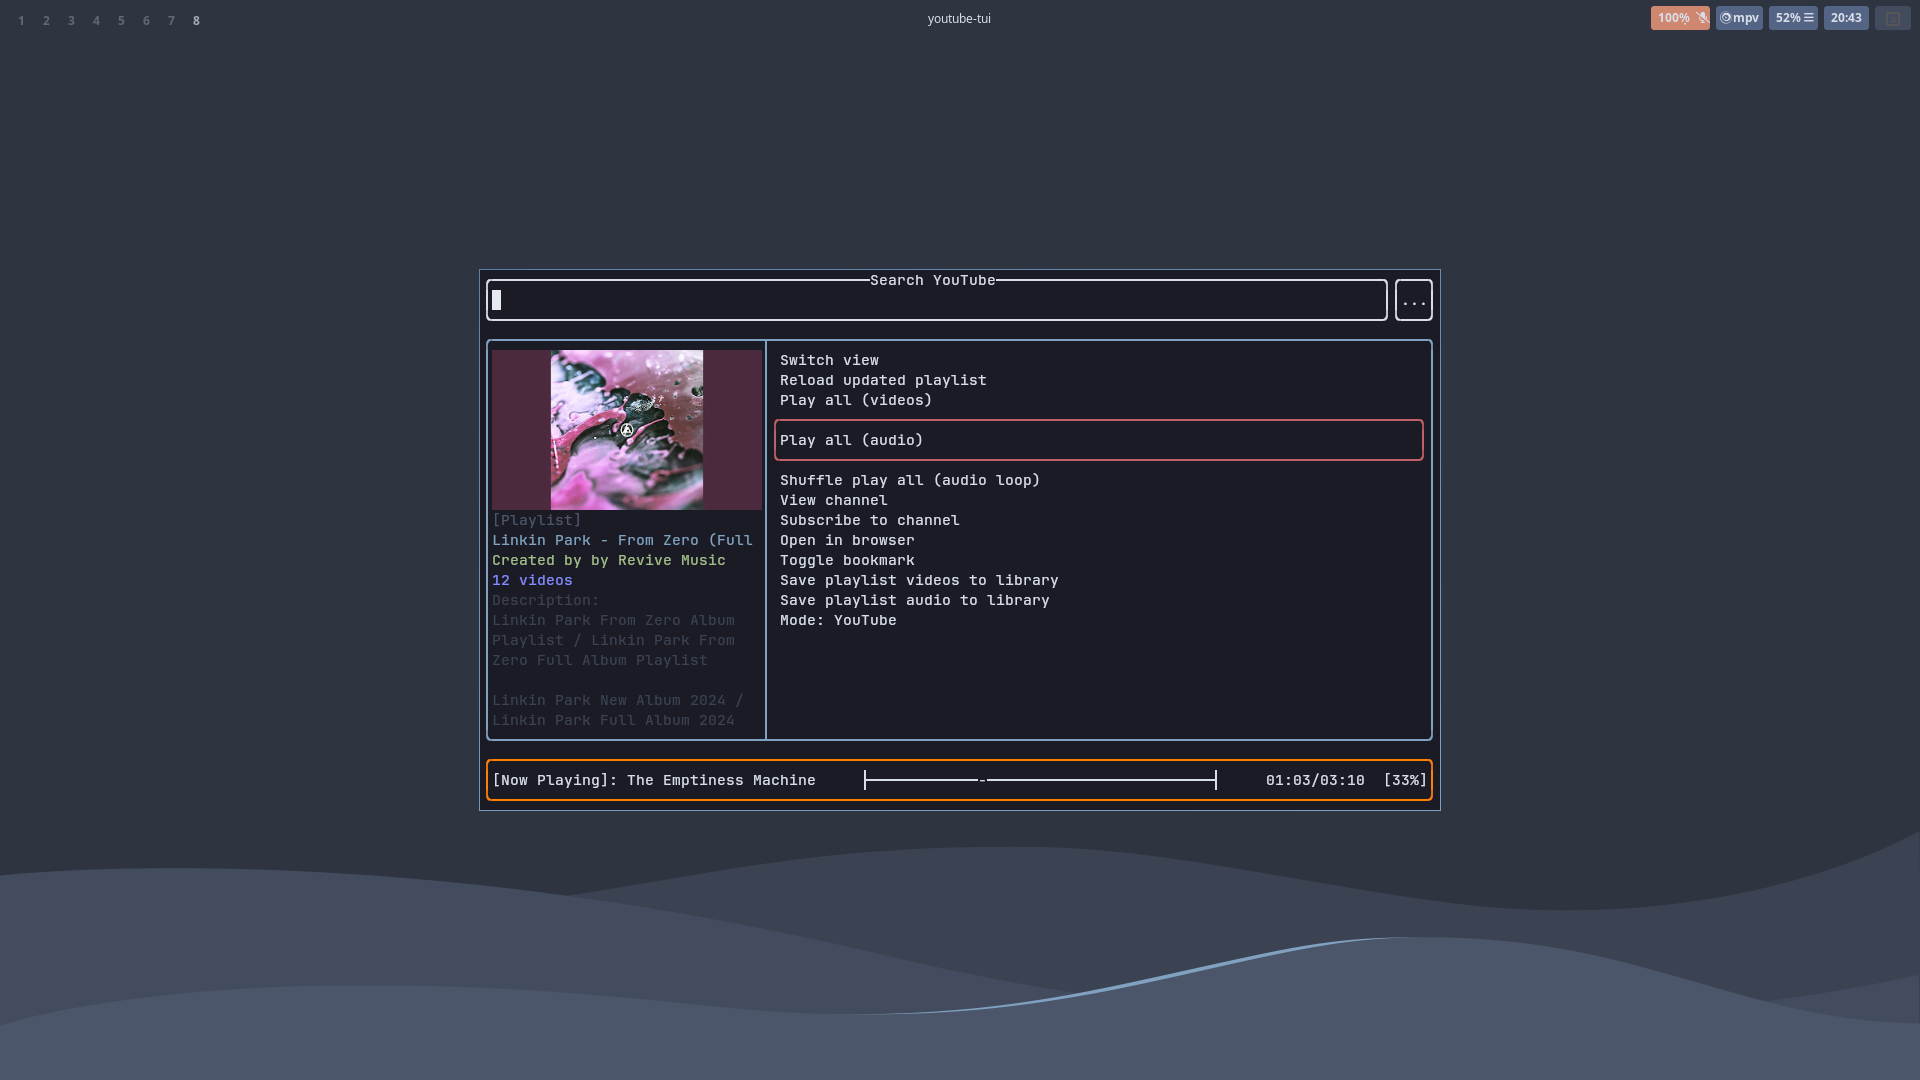 1 2 3 4 5 6 7 8
youtube-tui
100% mpv 52% 20:43
Search YouTube
...
Switch view
Reload updated playlist
Play all (videos)
Play all (audio)
Shuffle play all (audio loop)
View channel
Subscribe to channel
Open in browser
Toggle bookmark
Save playlist videos to library
Save playlist audio to library
Mode: YouTube
[Playlist]
Linkin Park - From Zero (Full
Created by by Revive Music
12 videos
Description:
Linkin Park From Zero Album
Playlist / Linkin Park From
Zero Full Album Playlist
Linkin Park New Album 2024 /
Linkin Park Full Album 2024
[Now Playing]: The Emptiness Machine 01:03/03:10 [33%]